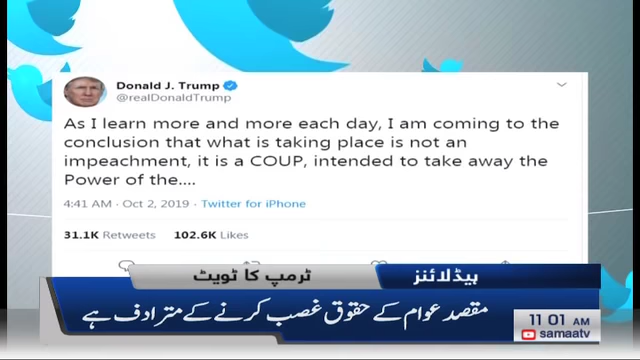 Donald J. Trump
@realDonaldTrump
As I learn more and more each day, I am coming to the
conclusion that what is taking place is not an
impeachment, it is a COUP, intended to take away the
Power of the....
4:41 AM · Oct 2, 2019 · Twitter for iPhone
31.1K Retweets 102.6K Likes
ہیڈلائنز
ٹرمپ کا ٹویٹ
مقصد عوام کے حقوق غصب کرنے کے مترادف ہے
11 01 AM
samaatv